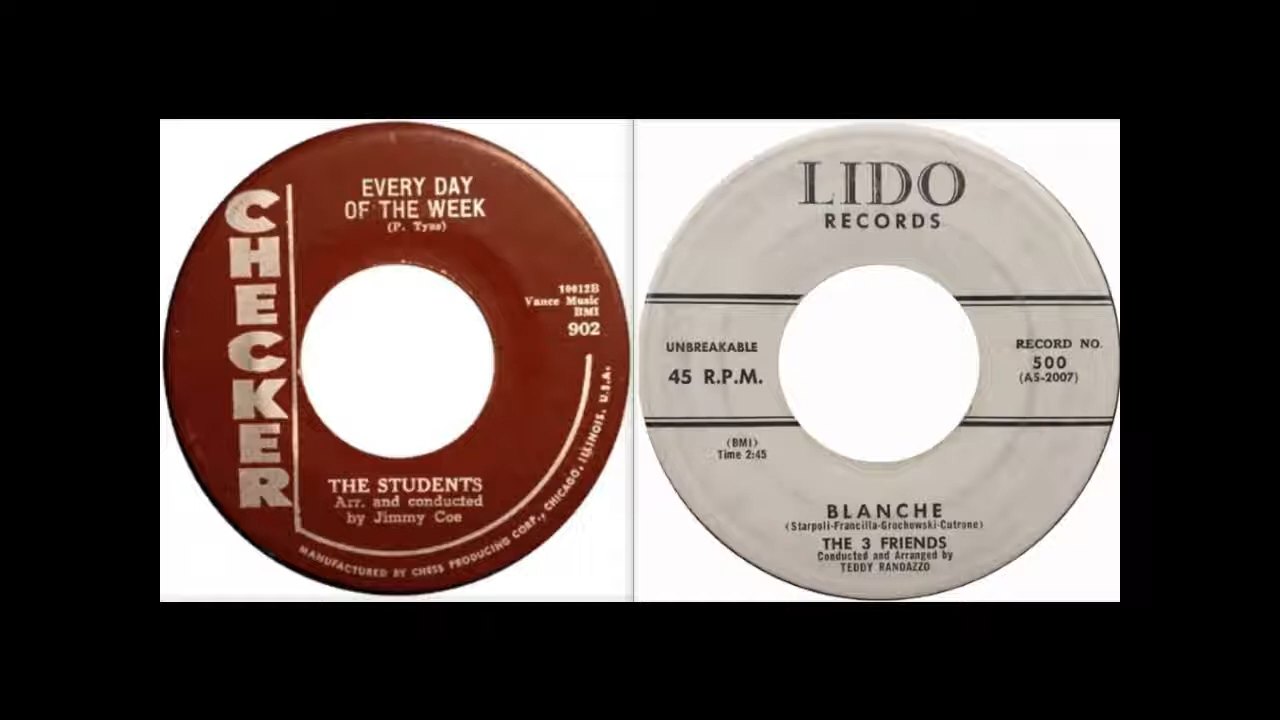 CHECKER
EVERY DAY
OF THE WEEK
(P. Tyus)
10012B
Vance Music
BMI
902
THE STUDENTS
Arr. and conducted
by Jimmy Coe
MANUFACTURED BY CHESS PRODUCING CORP., CHICAGO, ILLINOIS, U.S.A.
LIDO
RECORDS
UNBREAKABLE
45 R.P.M.
RECORD NO.
500
(AS-2007)
(BMI)
Time 2:45
BLANCHE
(Starpoli-Francilla-Grochowski-Cutrone)
THE 3 FRIENDS
Conducted and Arranged by
TEDDY RANDAZZO